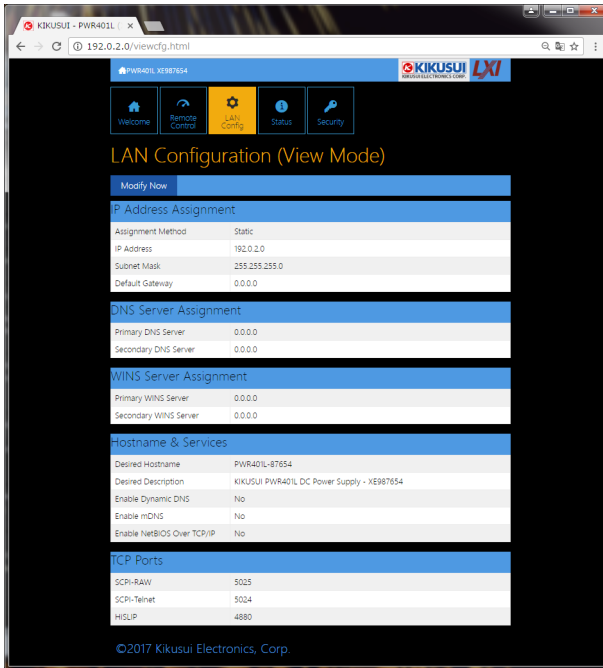 KIKUSUI - PWR401L (
192.0.2.0/viewcfg.html
PWR401L XE987654
KIKUSUI LXI
KIKUSUI ELECTRONICS CORP.
Welcome
Remote Control
LAN Config
Status
Security
LAN Configuration (View Mode)
Modify Now
IP Address Assignment
Assignment Method Static
IP Address 192.0.2.0
Subnet Mask 255.255.255.0
Default Gateway 0.0.0.0
DNS Server Assignment
Primary DNS Server 0.0.0.0
Secondary DNS Server 0.0.0.0
WINS Server Assignment
Primary WINS Server 0.0.0.0
Secondary WINS Server 0.0.0.0
Hostname & Services
Desired Hostname PWR401L-87654
Desired Description KIKUSUI PWR401L DC Power Supply - XE987654
Enable Dynamic DNS No
Enable mDNS No
Enable NetBIOS Over TCP/IP No
TCP Ports
SCPI-RAW 5025
SCPI-Telnet 5024
HISLIP 4880
©2017 Kikusui Electronics, Corp.